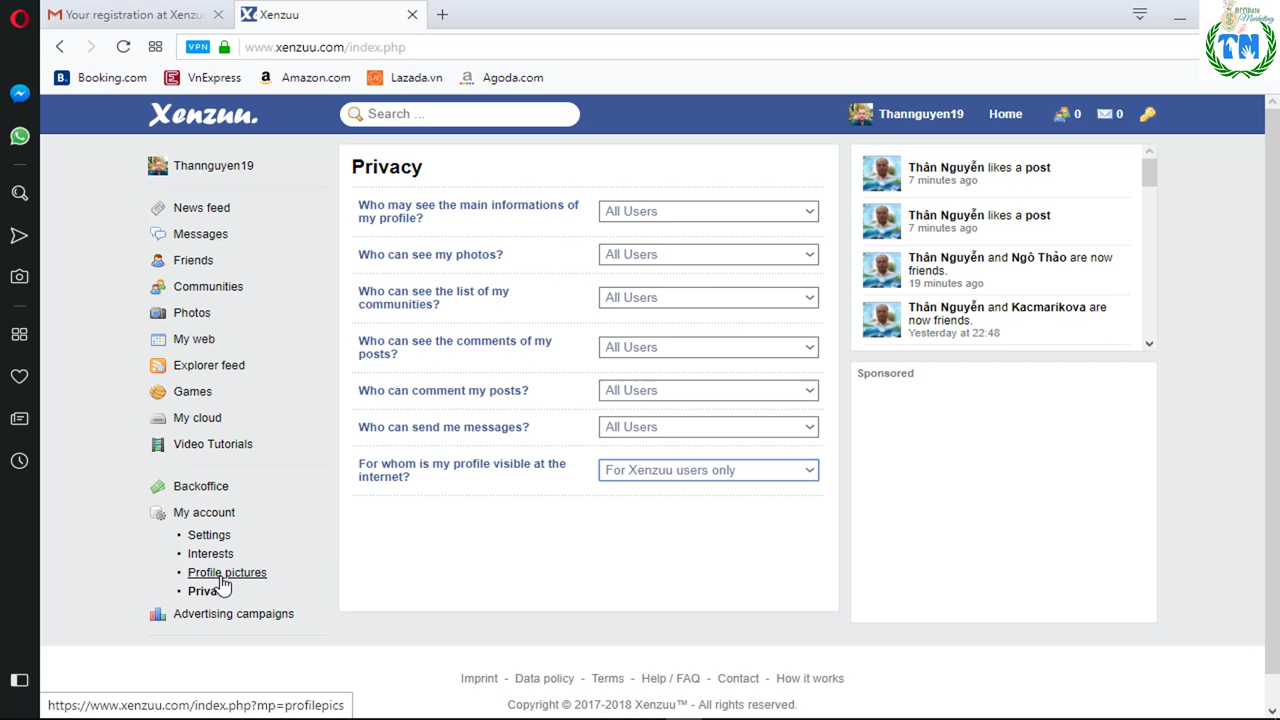 Your registration at Xenzuu
Xenzuu
Affiliate
Marketing
TN
VPN
www.xenzuu.com/index.php
Booking.com
VnExpress
Amazon.com
Lazada.vn
Agoda.com
Xenzuu.
Search ...
Thannguyen19
Home
0
0
Thannguyen19
News feed
Messages
Friends
Communities
Photos
My web
Explorer feed
Games
My cloud
Video Tutorials
Backoffice
My account
• Settings
• Interests
• Profile pictures
Advertising campaigns
Privacy
Who may see the main informations of
my profile?
All Users
Who can see my photos?
All Users
Who can see the list of my
communities?
All Users
Who can see the comments of my
posts?
All Users
Who can comment my posts?
All Users
Who can send me messages?
All Users
For whom is my profile visible at the
internet?
For Xenzuu users only
Thân Nguyễn likes a post
7 minutes ago
Thân Nguyễn likes a post
7 minutes ago
Thân Nguyễn and Ngô Thảo are now
friends.
19 minutes ago
Thân Nguyễn and Kacmarikova are
now friends.
Yesterday at 22:48
Sponsored
Imprint - Data policy - Terms - Help / FAQ - Contact - How it works
Copyright © 2017-2018 Xenzuu™ - All rights reserved.
https://www.xenzuu.com/index.php?mp=profilepics